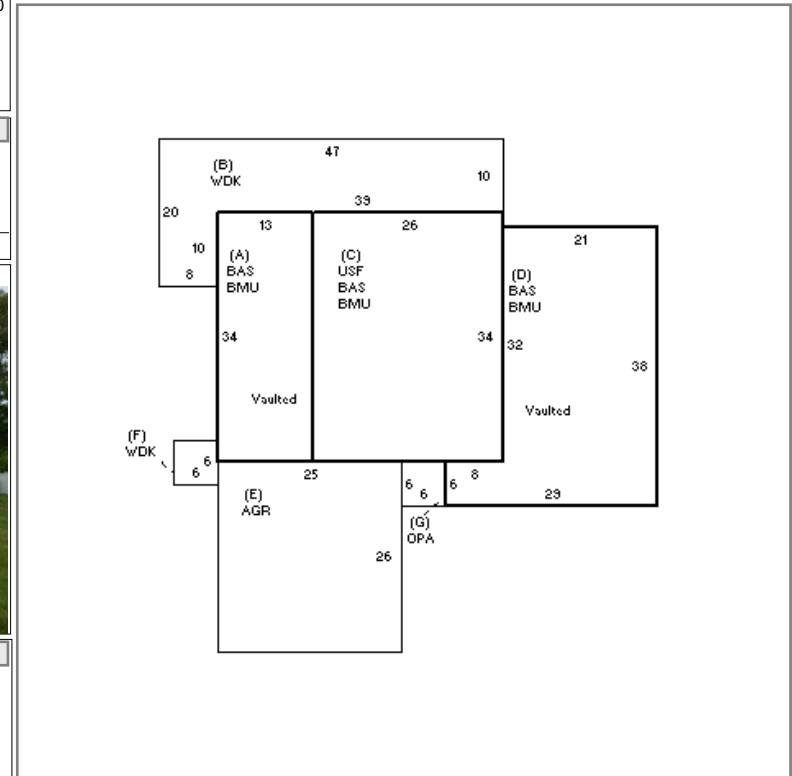 47
(B)
WDK
10
39
20
13
26
21
10
(A)
BAS
BMU
(C)
USF
BAS
BMU
(D)
BAS
BMU
8
34
34
32
38
Vaulted
Vaulted
(F)
WDK
6
6
25
8
(E)
AGR
6
6
6
29
(G)
OPA
26